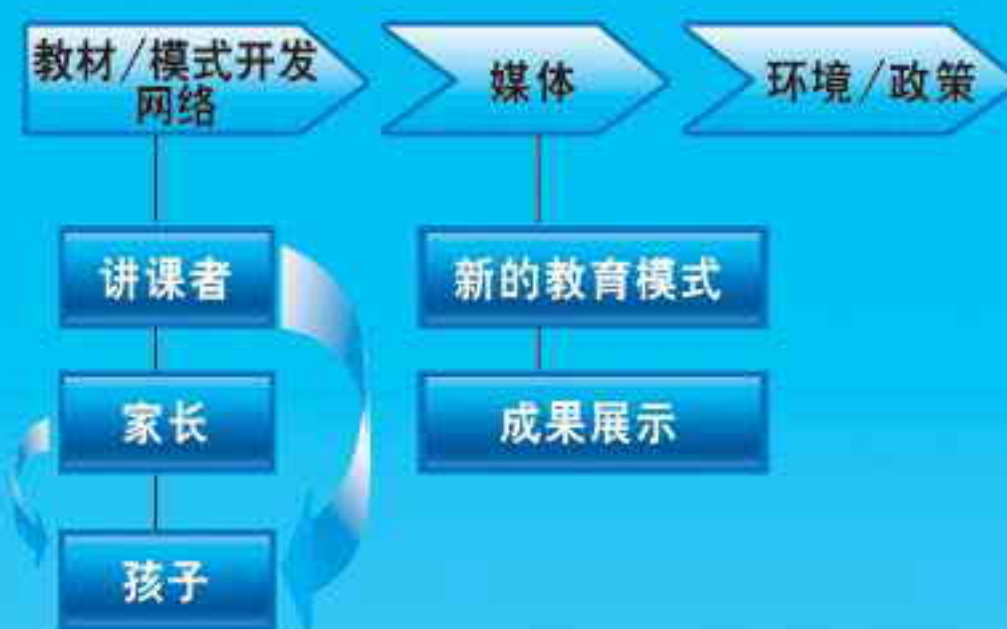 教材/模式开发
网络
媒体
环境/政策
讲课者
新的教育模式
家长
成果展示
孩子